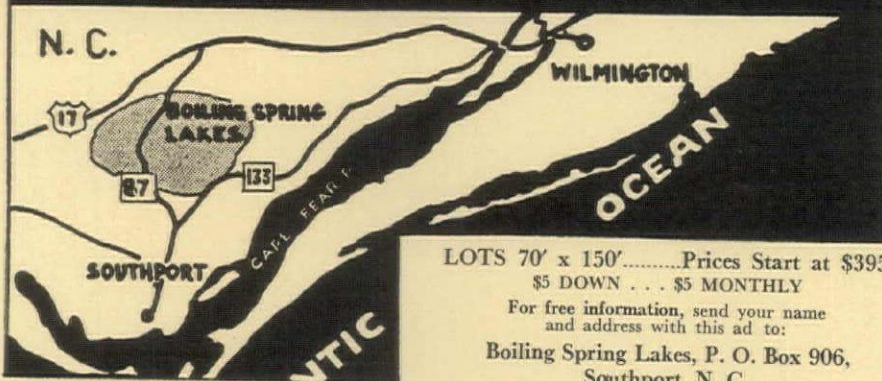 N. C.
WILMINGTON
17
BOILING SPRING
LAKES
87
133
CAPE FEAR R
OCEAN
SOUTHPORT
NTIC
LOTS 70' x 150'..........Prices Start at $395
$5 DOWN . . . $5 MONTHLY
For free information, send your name
and address with this ad to:
Boiling Spring Lakes, P. O. Box 906,
Southport, N. C.